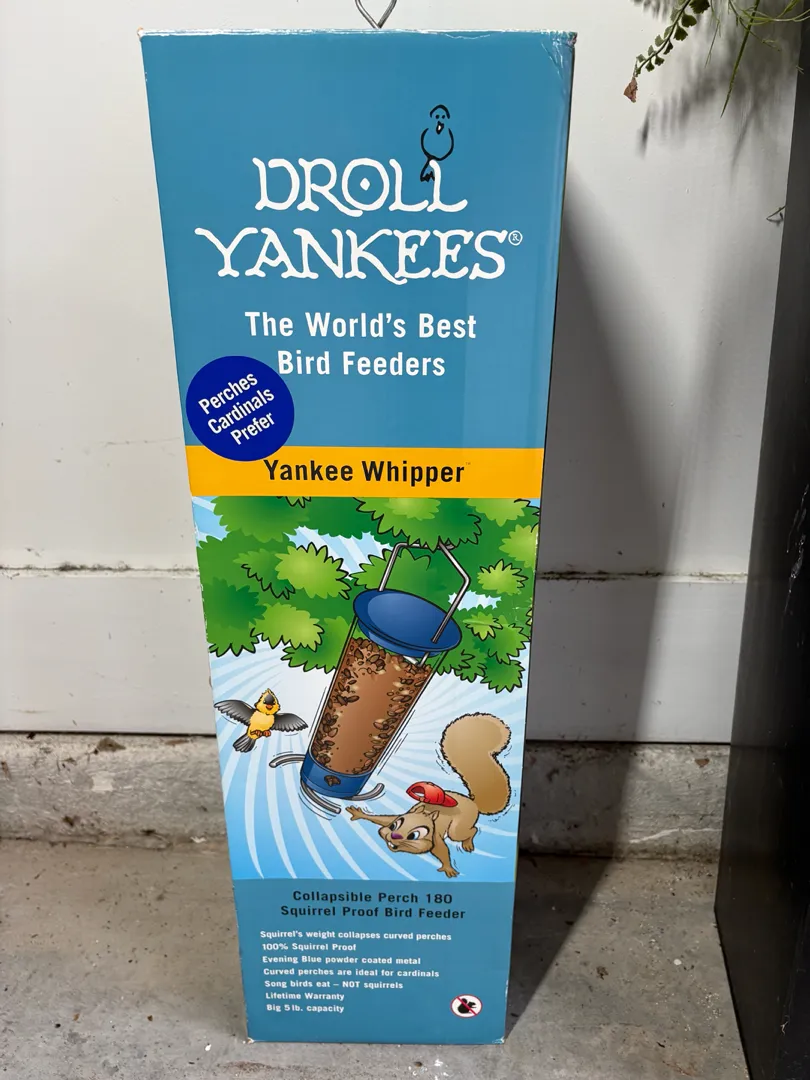 DROLL
YANKEES®
The World's Best
Bird Feeders
Perches
Cardinals
Prefer
Yankee Whipper™
Collapsible Perch 180
Squirrel Proof Bird Feeder
Squirrel's weight collapses curved perches
100% Squirrel Proof
Evening Blue powder coated metal
Curved perches are ideal for cardinals
Song birds eat – NOT squirrels
Lifetime Warranty
Big 5 lb. capacity